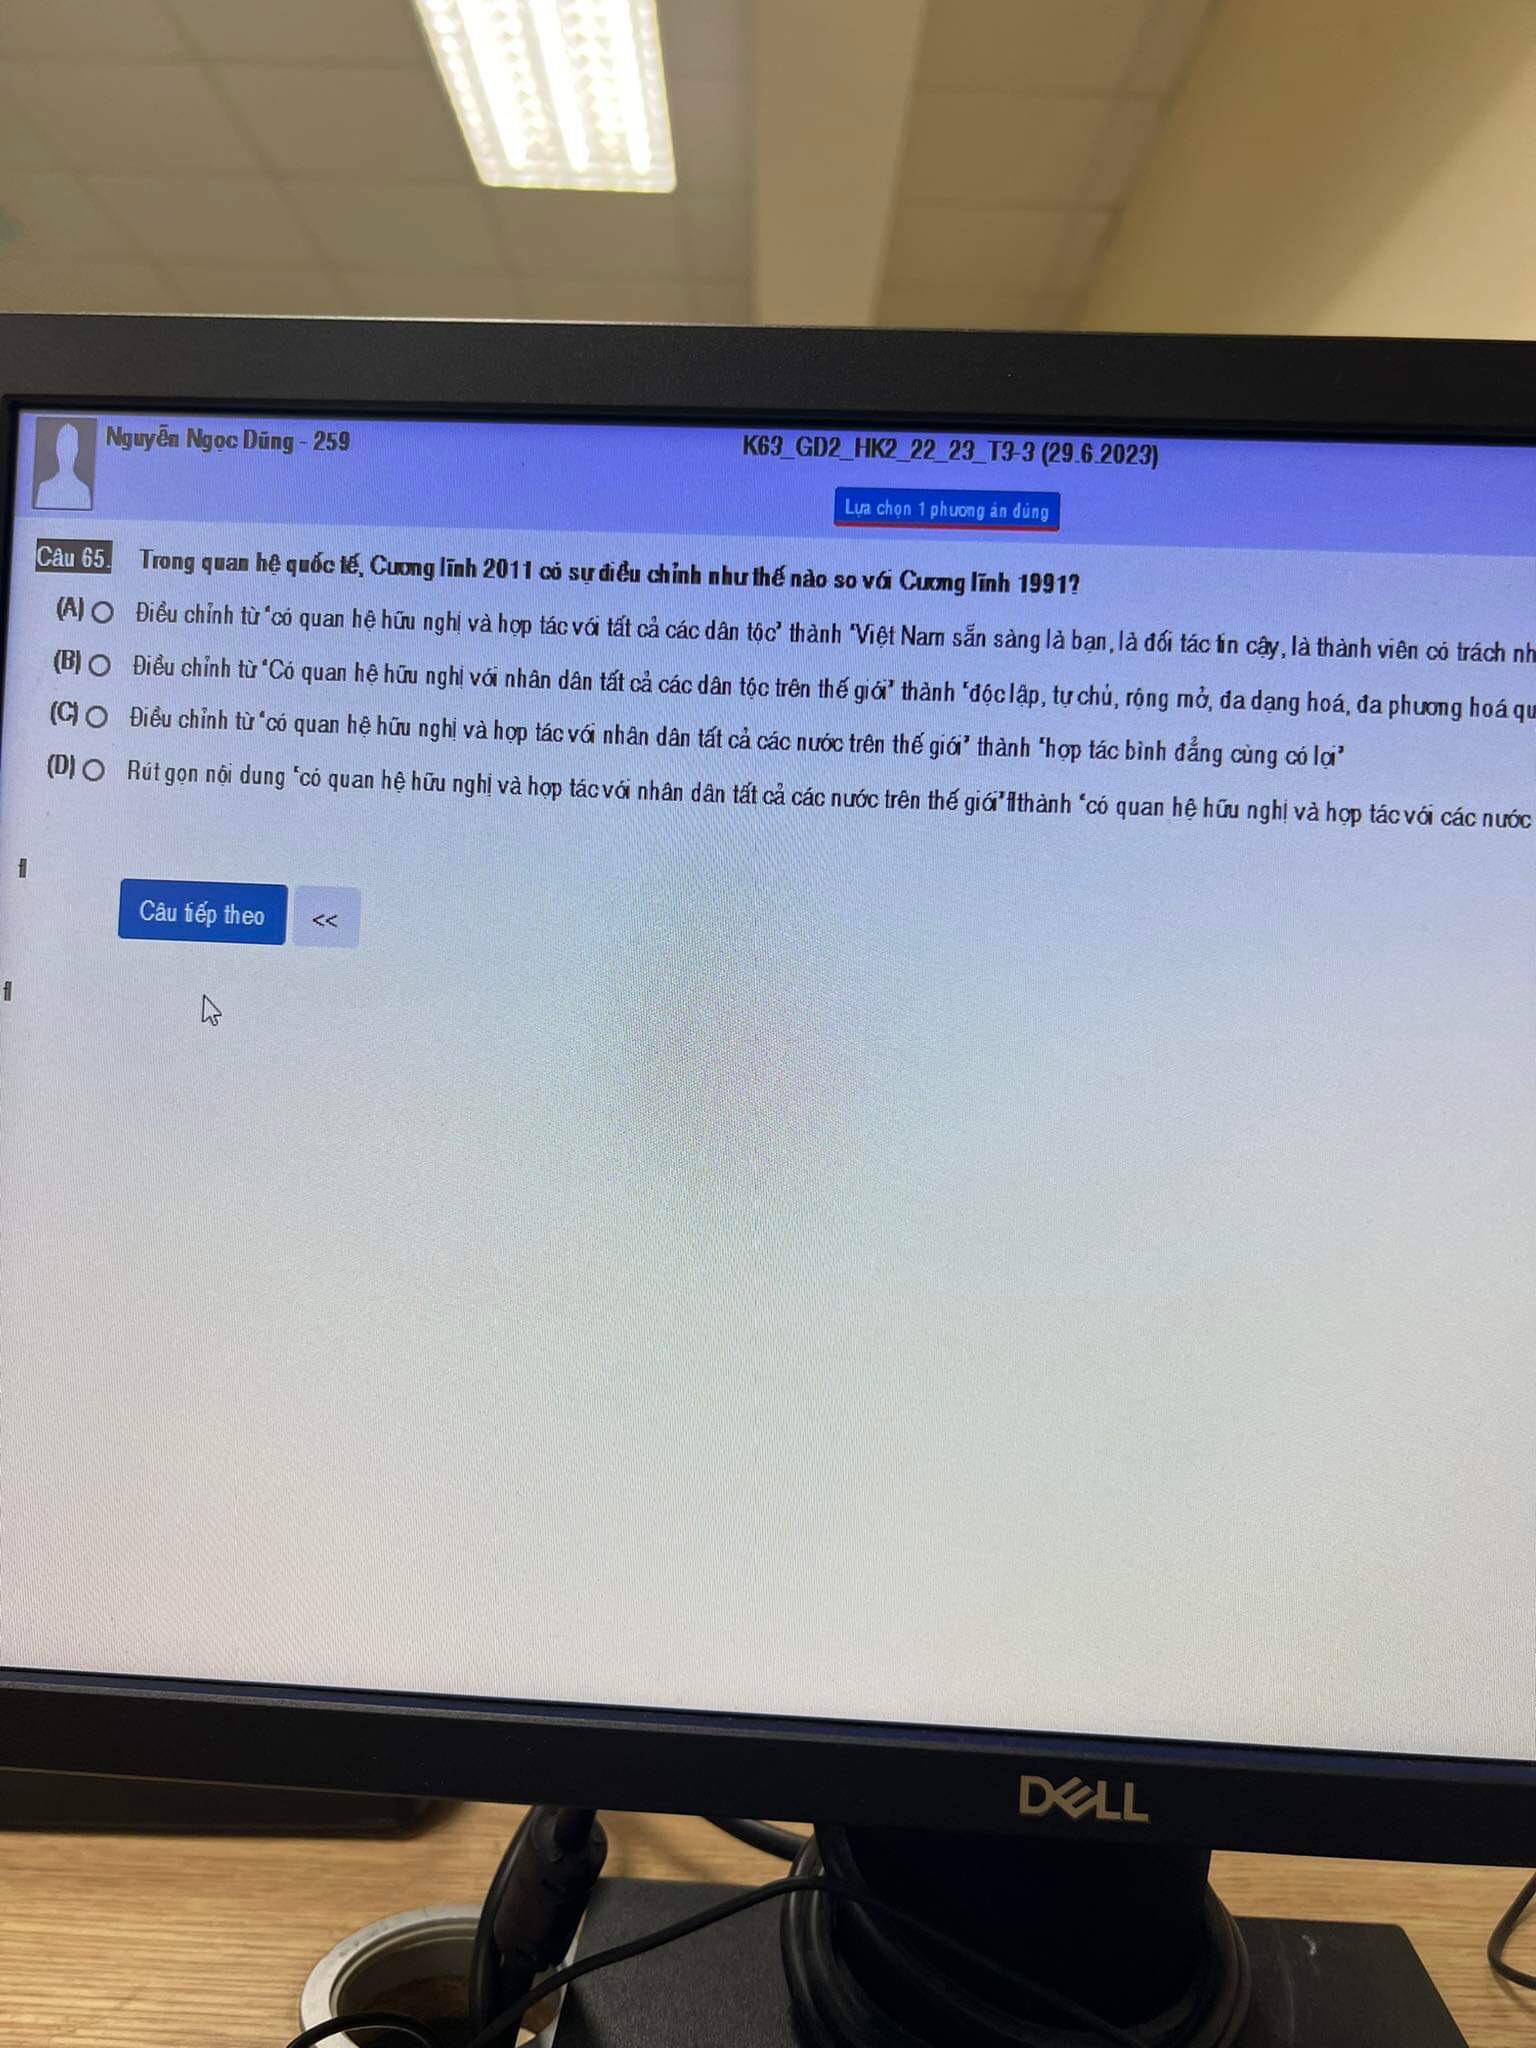 Nguyễn Ngọc Dũng - 259
K63_GD2_HK2_22_23_T3-3 (29.6.2023)
Lựa chọn 1 phương án đúng
Câu 65. Trong quan hệ quốc tế, Cương lĩnh 2011 có sự điều chỉnh như thế nào so với Cương lĩnh 1991?
(A) Điều chỉnh từ “có quan hệ hữu nghị và hợp tác với tất cả các dân tộc” thành “Việt Nam sẵn sàng là bạn, là đối tác tin cậy, là thành viên có trách nh
(B) Điều chỉnh từ “Có quan hệ hữu nghị với nhân dân tất cả các dân tộc trên thế giới” thành “độc lập, tự chủ, rộng mở, đa dạng hoá, đa phương hoá qu
(C) Điều chỉnh từ “có quan hệ hữu nghị và hợp tác với nhân dân tất cả các nước trên thế giới” thành “hợp tác bình đẳng cùng có lợi”
(D) Rút gọn nội dung “có quan hệ hữu nghị và hợp tác với nhân dân tất cả các nước trên thế giới” thành “có quan hệ hữu nghị và hợp tác với các nước
Câu tiếp theo <<
DELL